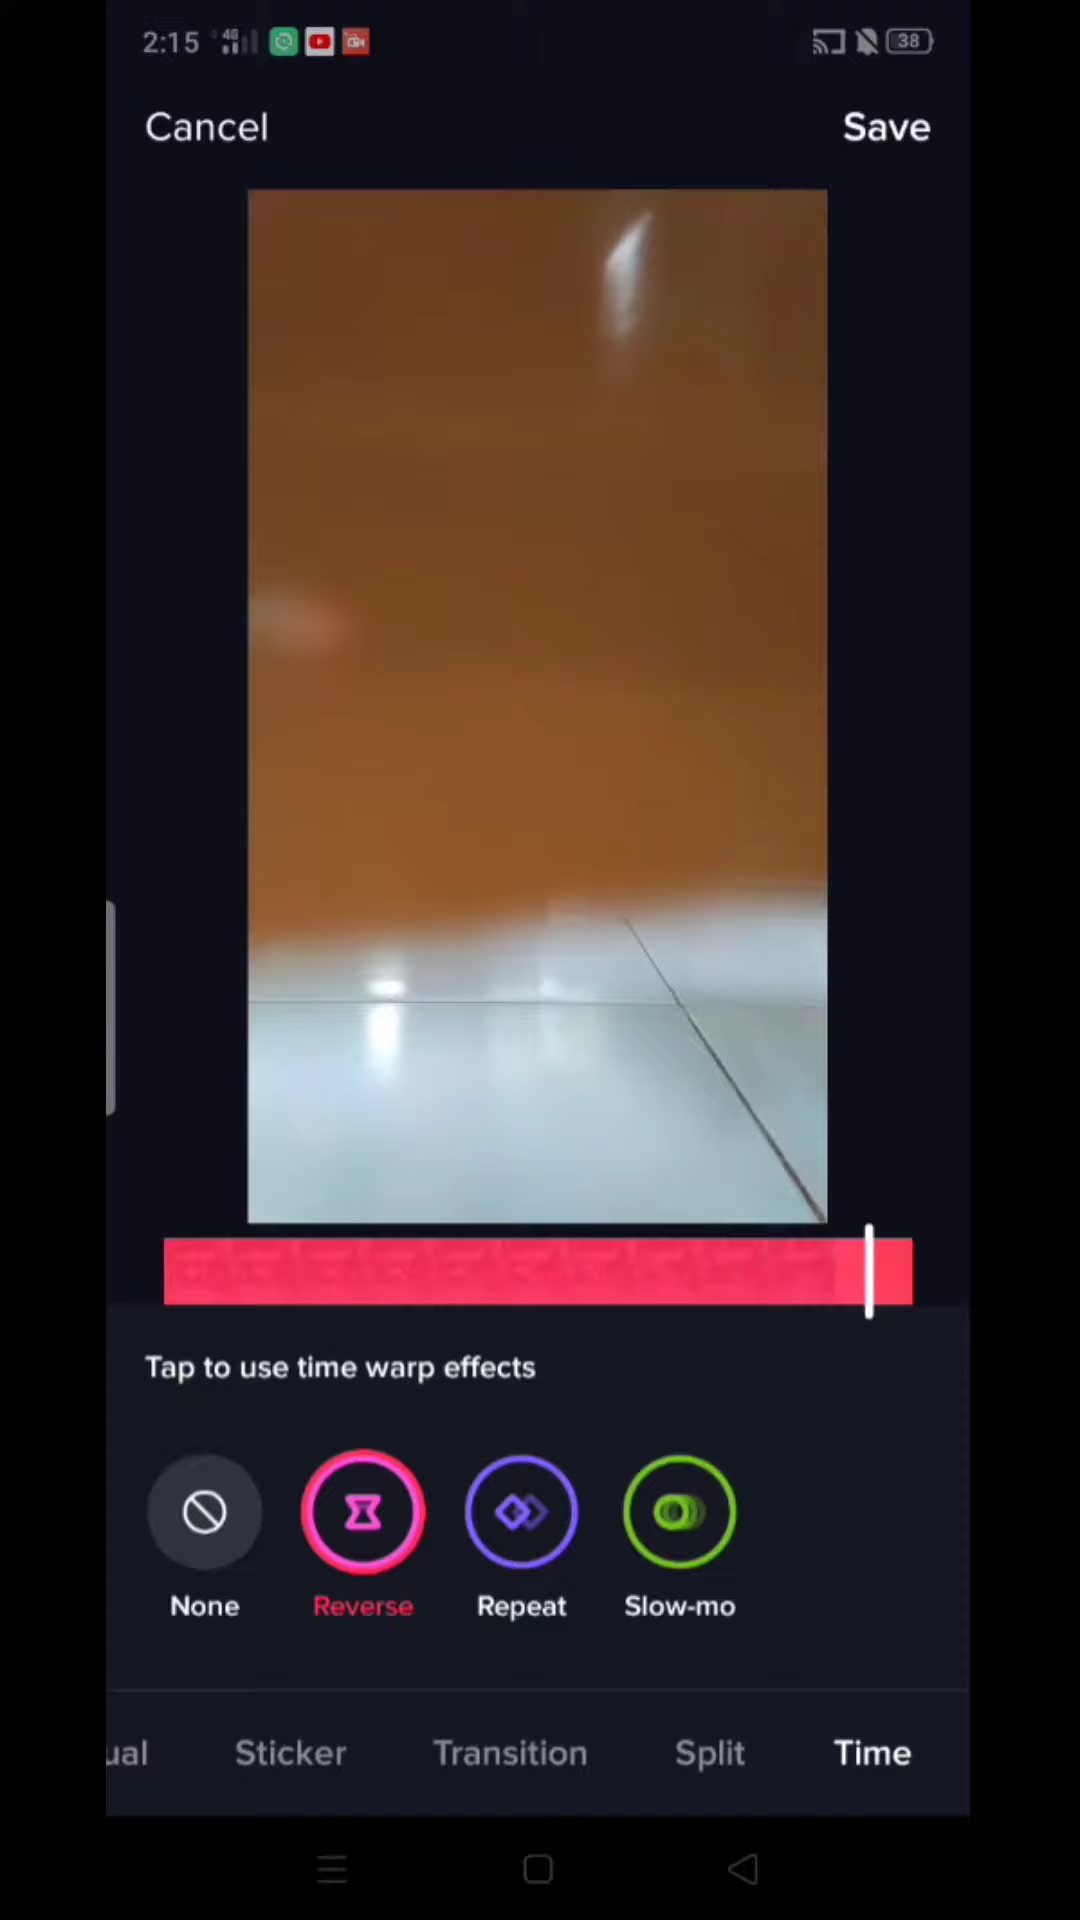 2:15 4G 38
Cancel Save
Tap to use time warp effects
None Reverse Repeat Slow-mo
ual Sticker Transition Split Time